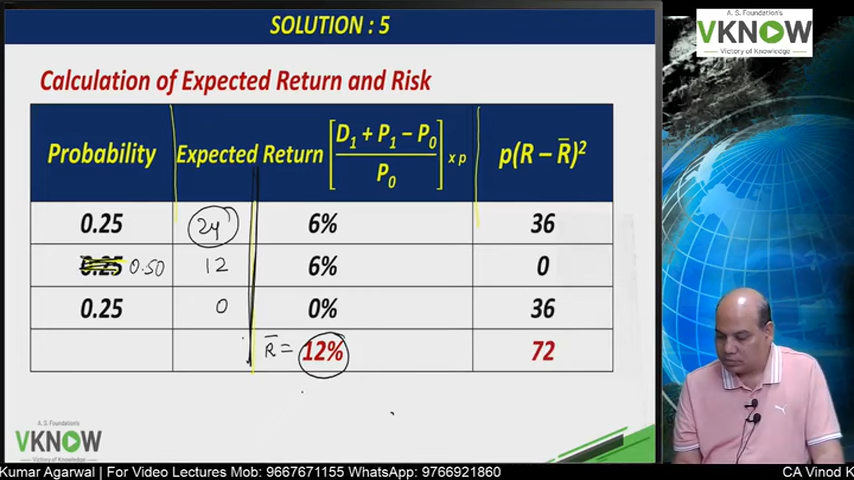 SOLUTION : 5
A. S. Foundation's
VKNOW
Victory of Knowledge
Calculation of Expected Return and Risk
Probability Expected Return [D₁ + P₁ − P₀ / P₀] x p p(R − R̄)²
0.25 24 6% 36
0.25 0.50 12 6% 0
0.25 0 0% 36
R̄ = 12% 72
A. S. Foundation's
VKNOW
Victory of Knowledge
Kumar Agarwal | For Video Lectures Mob: 9667671155 WhatsApp: 9766921860 CA Vinod K